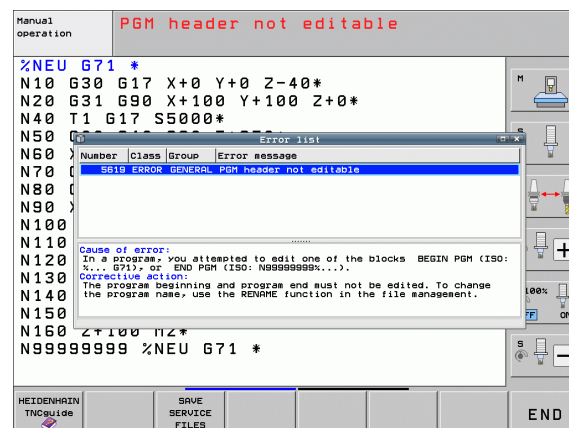 Manual
operation
PGM header not editable
%NEU G71 *
N10 G30 G17 X+0 Y+0 Z-40*
N20 G31 G90 X+100 Y+100 Z+0*
N40 T1 G17 S5000*
N50
N60
N70
N80
N90
N100
N110
N120
N130
N140
N150
N160 Z+100 M2*
N99999999 %NEU G71 *
Error list
Number Class Group Error message
5619 ERROR GENERAL PGM header not editable
Cause of error:
In a program, you attempted to edit one of the blocks BEGIN PGM (ISO:
%... G71), or END PGM (ISO: N99999999%...).
Corrective action:
The program beginning and program end must not be edited. To change
the program name, use the RENAME function in the file management.
M
S
100%
OFF ON
S
HEIDENHAIN
TNCguide
SAVE
SERVICE
FILES
END